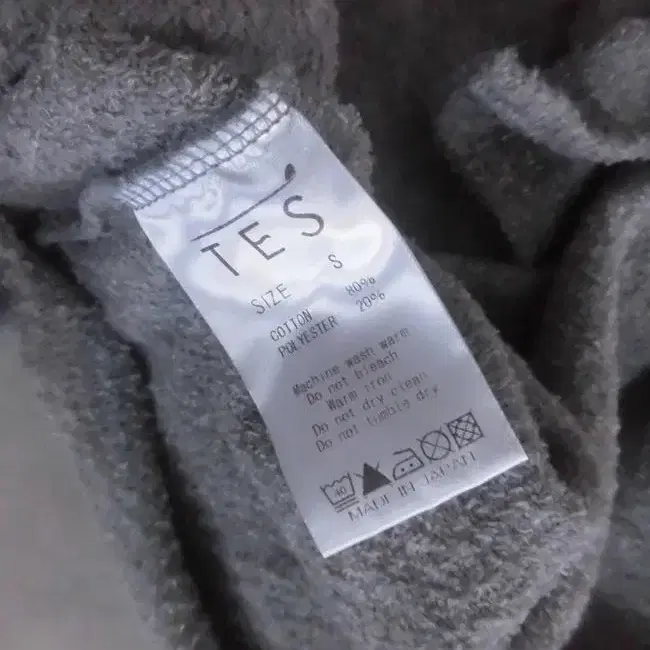 TES
SIZE S
COTTON 80%
POLYESTER 20%
Machine wash warm
Do not bleach
Warm iron
Do not dry clean
Do not tumble dry
40
MADE IN JAPAN